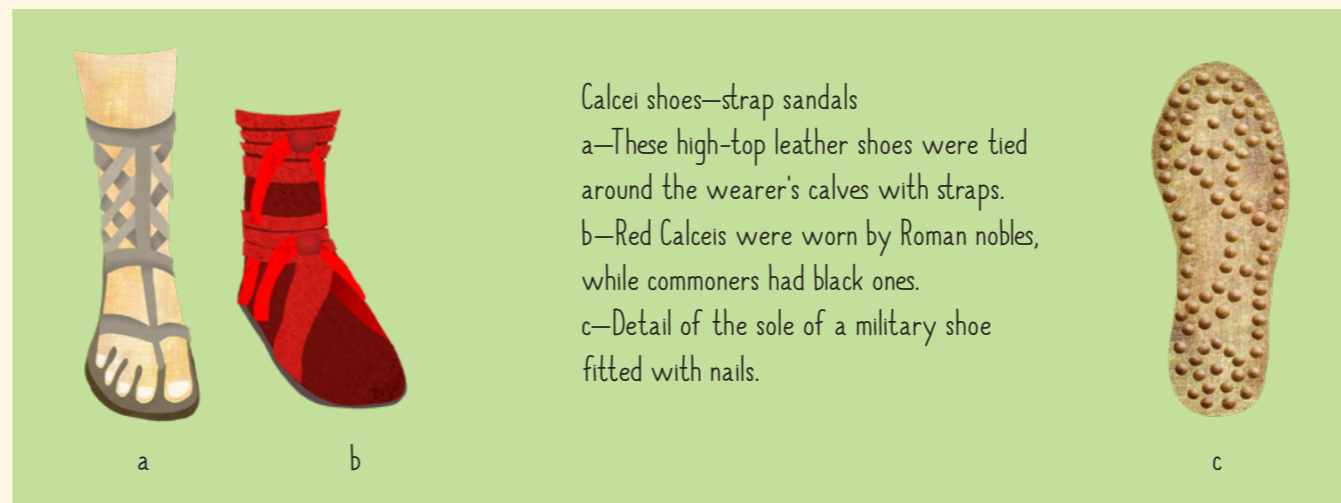 Calcei shoes—strap sandals
a—These high-top leather shoes were tied
around the wearer's calves with straps.
b—Red Calceis were worn by Roman nobles,
while commoners had black ones.
c—Detail of the sole of a military shoe
fitted with nails.
a
b
c